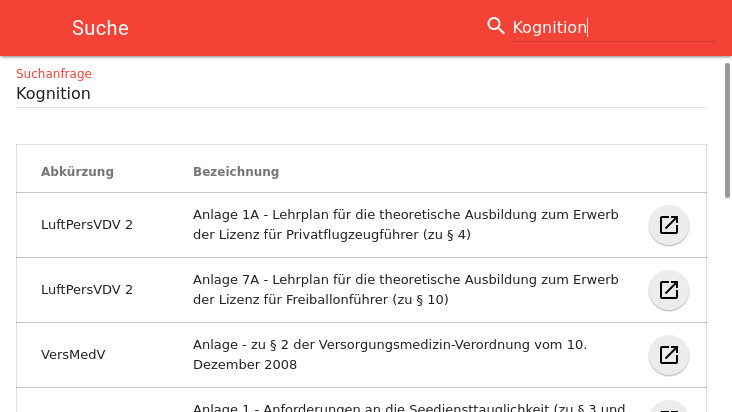 Suche
Kognition
Suchanfrage
Kognition
Abkürzung Bezeichnung
LuftPersVDV 2
Anlage 1A - Lehrplan für die theoretische Ausbildung zum Erwerb
der Lizenz für Privatflugzeugführer (zu § 4)
LuftPersVDV 2
Anlage 7A - Lehrplan für die theoretische Ausbildung zum Erwerb
der Lizenz für Freiballonführer (zu § 10)
VersMedV
Anlage - zu § 2 der Versorgungsmedizin-Verordnung vom 10.
Dezember 2008
Anlage 1 - Anforderungen an die Seediensttauglichkeit (zu § 3 und